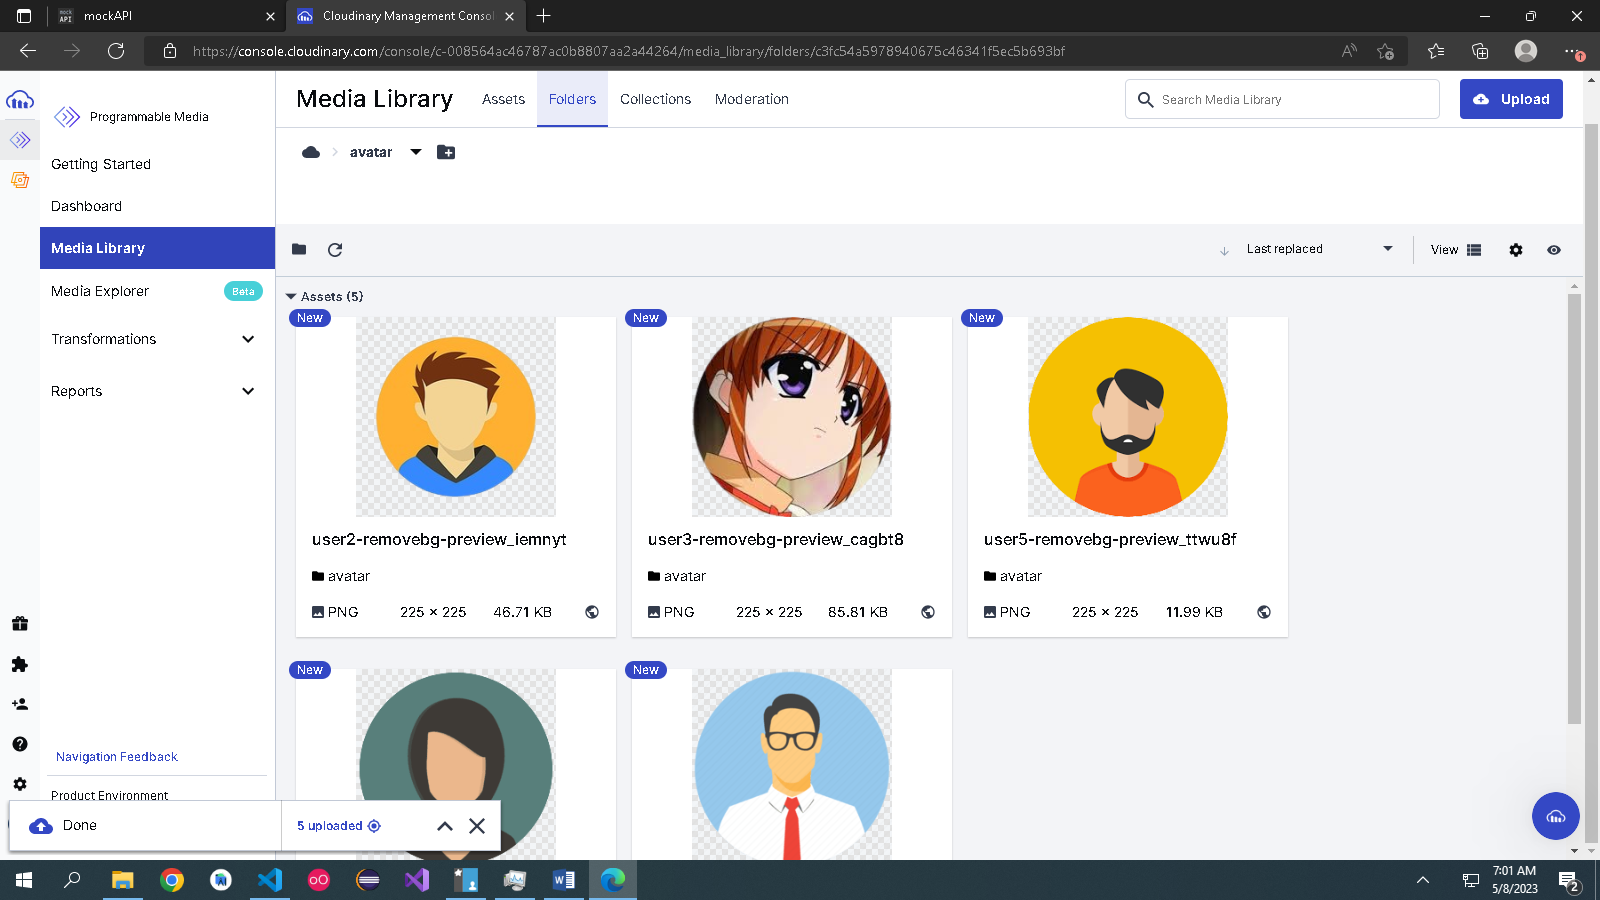 mockAPI
Cloudinary Management Conso
https://console.cloudinary.com/console/c-008564ac46787ac0b8807aa2a44264/media_library/folders/c3fc54a5978940675c46341f5ec5b693bf
Programmable Media
Getting Started
Dashboard
Media Library
Media Explorer
Beta
Transformations
Reports
Navigation Feedback
Product Environment
Media Library
Assets
Folders
Collections
Moderation
Search Media Library
Upload
avatar
Last replaced
View
Assets (5)
New
user2-removebg-preview_iemnyt
avatar
PNG 225 × 225 46.71 KB
New
user3-removebg-preview_cagbt8
avatar
PNG 225 × 225 85.81 KB
New
user5-removebg-preview_ttwu8f
avatar
PNG 225 × 225 11.99 KB
New
New
Done
5 uploaded
7:01 AM
5/8/2023
2